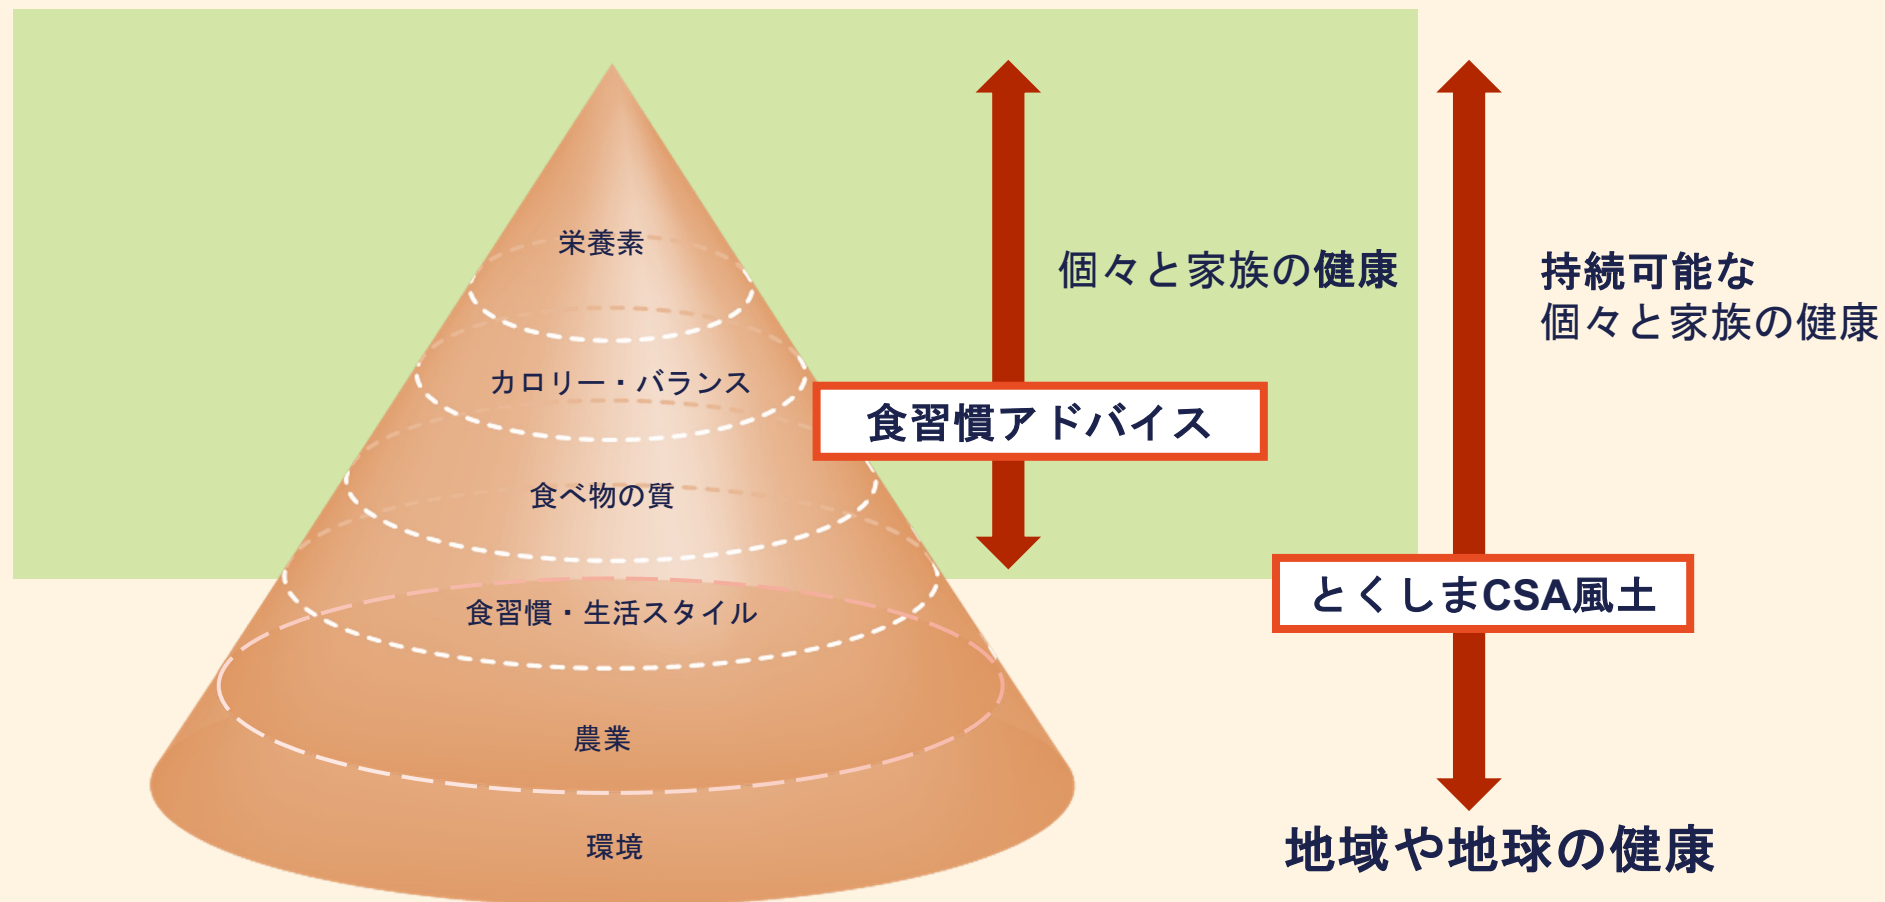 栄養素
カロリー・バランス
食べ物の質
食習慣・生活スタイル
農業
環境
個々と家族の健康
食習慣アドバイス
持続可能な
個々と家族の健康
とくしまCSA風土
地域や地球の健康